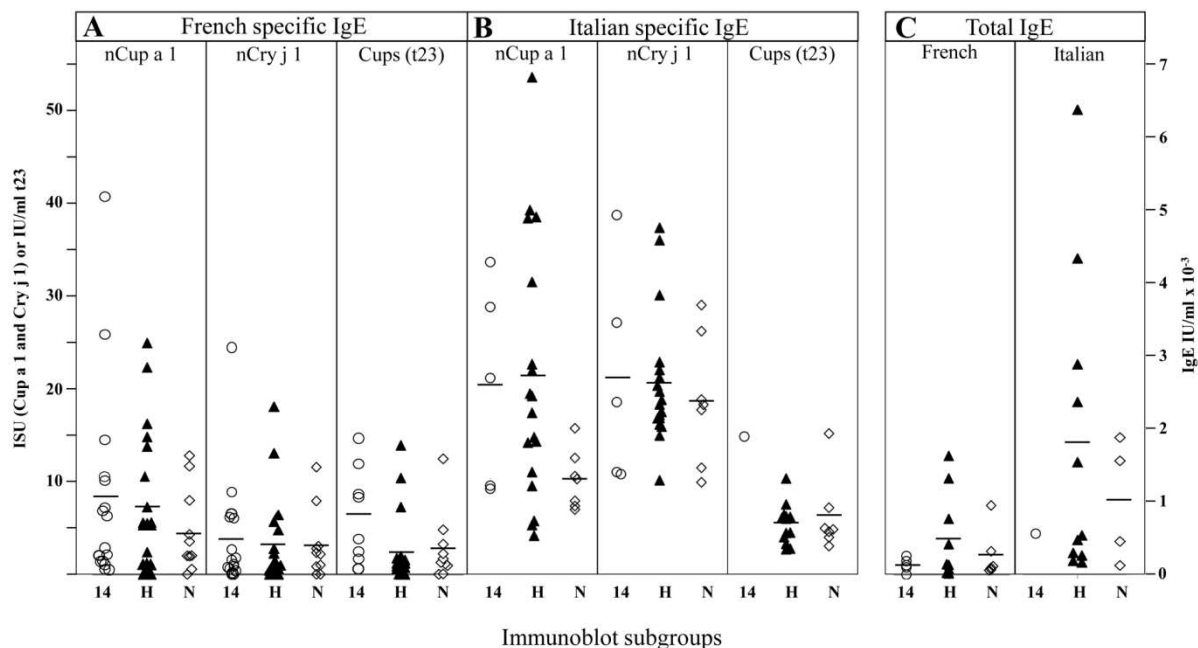 A French specific IgE B Italian specific IgE C Total IgE
nCup a 1 nCry j 1 Cups (t23) nCup a 1 nCry j 1 Cups (t23) French Italian
ISU (Cup a 1 and Cry j 1) or IU/ml t23
50
40
30
20
10
7
6
5
4
3
2
1
0
IgE IU/ml x 10⁻³
14 H N 14 H N 14 H N 14 H N 14 H N 14 H N 14 H N 14 H N
Immunoblot subgroups